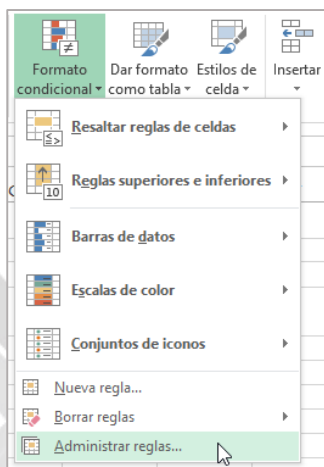 Formato Dar formato Estilos de Insertar
condicional como tabla celda
Resaltar reglas de celdas
10 Reglas superiores e inferiores
Barras de datos
Escalas de color
Conjuntos de iconos
Nueva regla...
Borrar reglas
Administrar reglas...